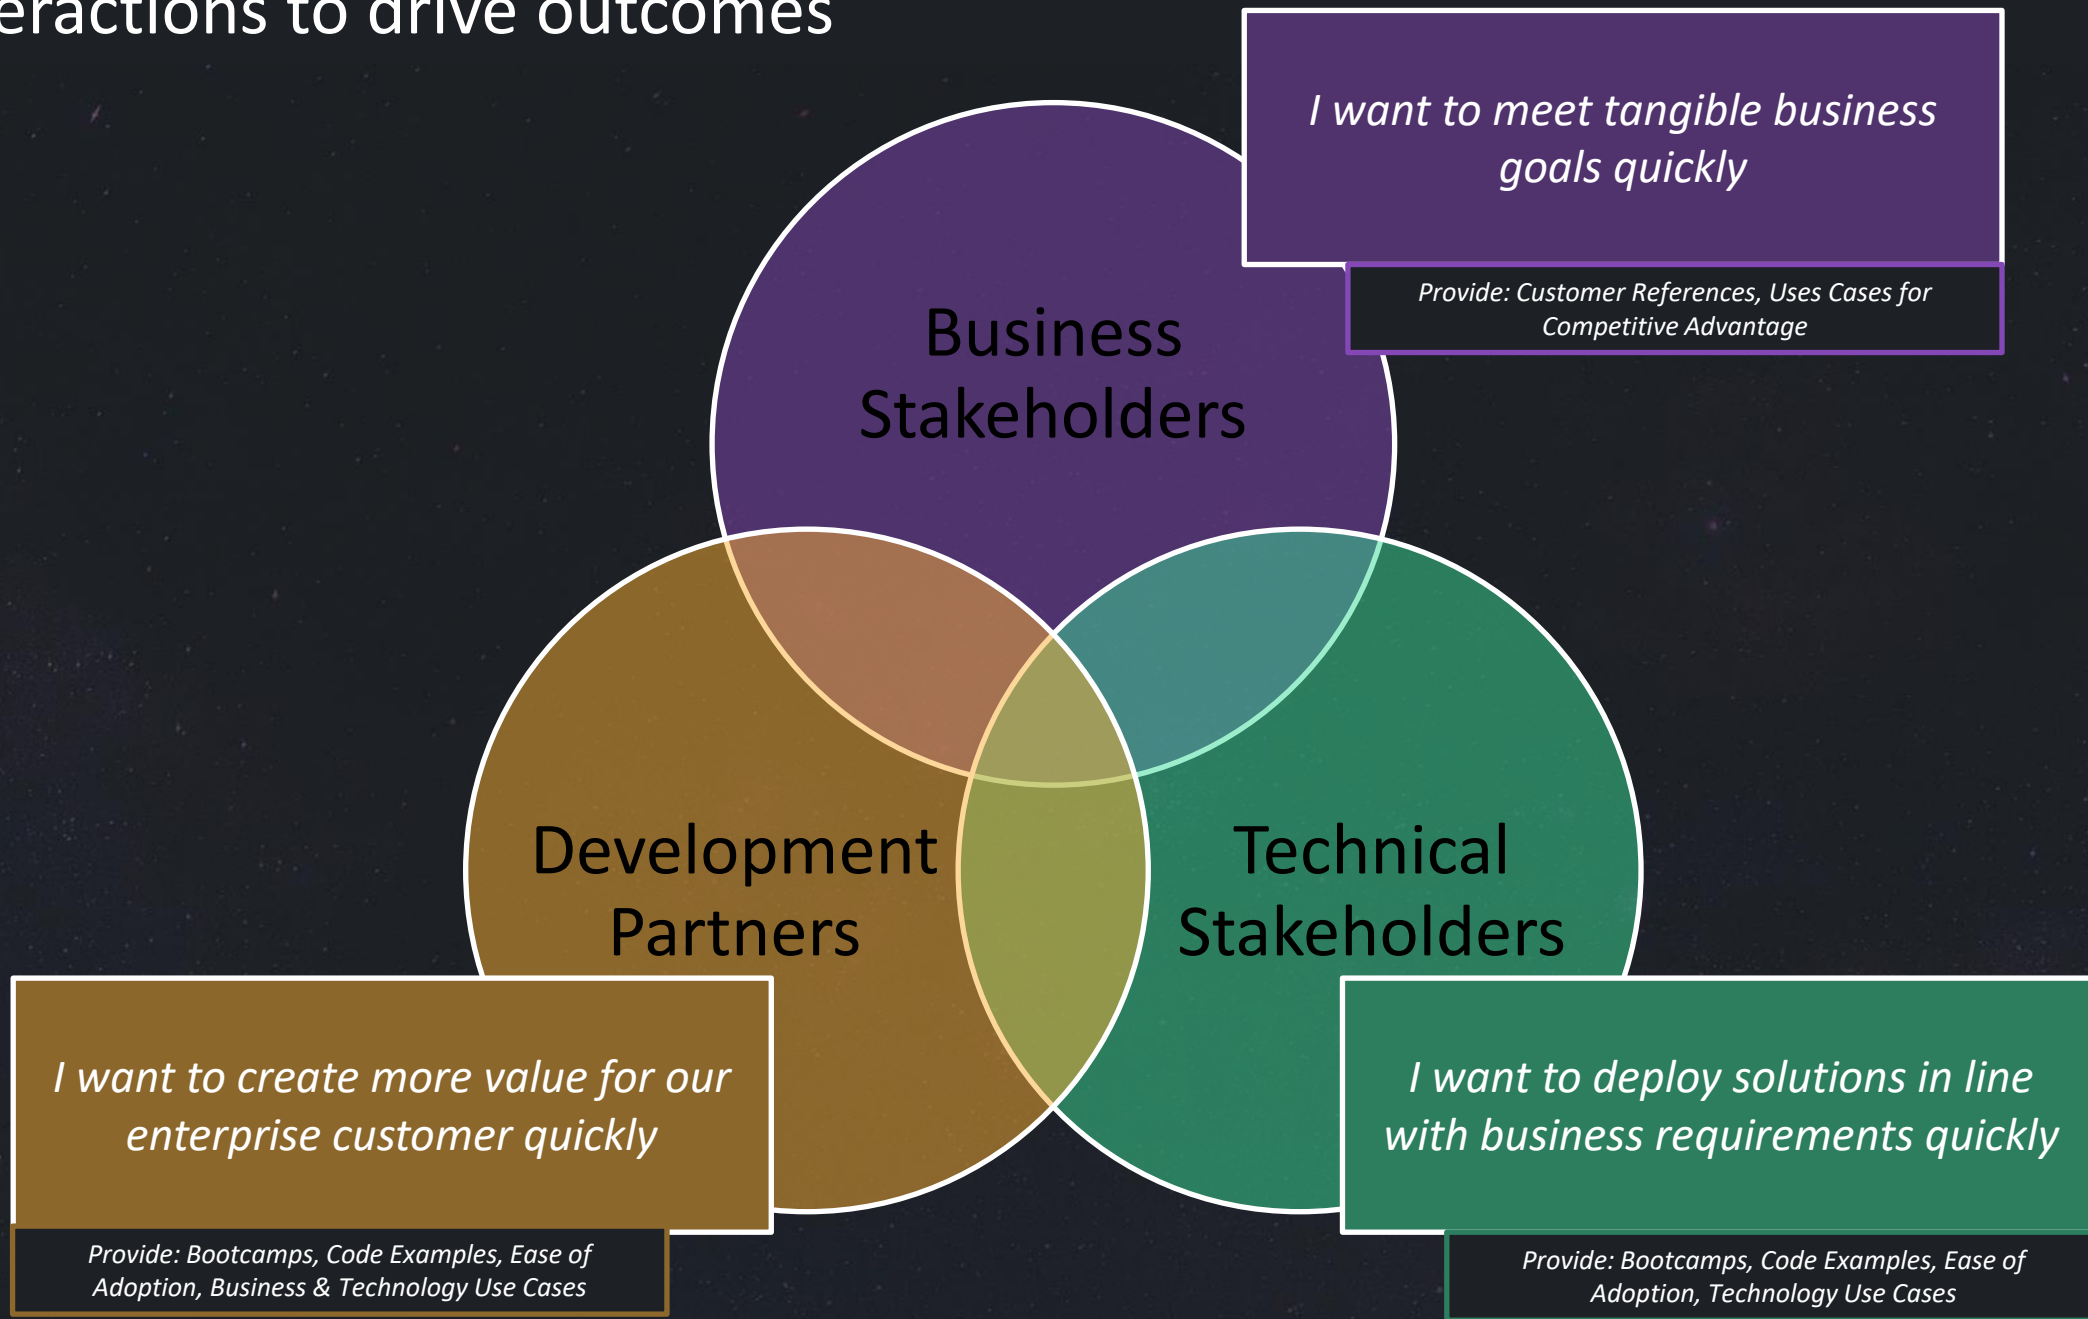 eractions to drive outcomes
I want to meet tangible business
goals quickly
Provide: Customer References, Uses Cases for
Competitive Advantage
Business
Stakeholders
Development
Partners
Technical
Stakeholders
I want to create more value for our
enterprise customer quickly
Provide: Bootcamps, Code Examples, Ease of
Adoption, Business & Technology Use Cases
I want to deploy solutions in line
with business requirements quickly
Provide: Bootcamps, Code Examples, Ease of
Adoption, Technology Use Cases